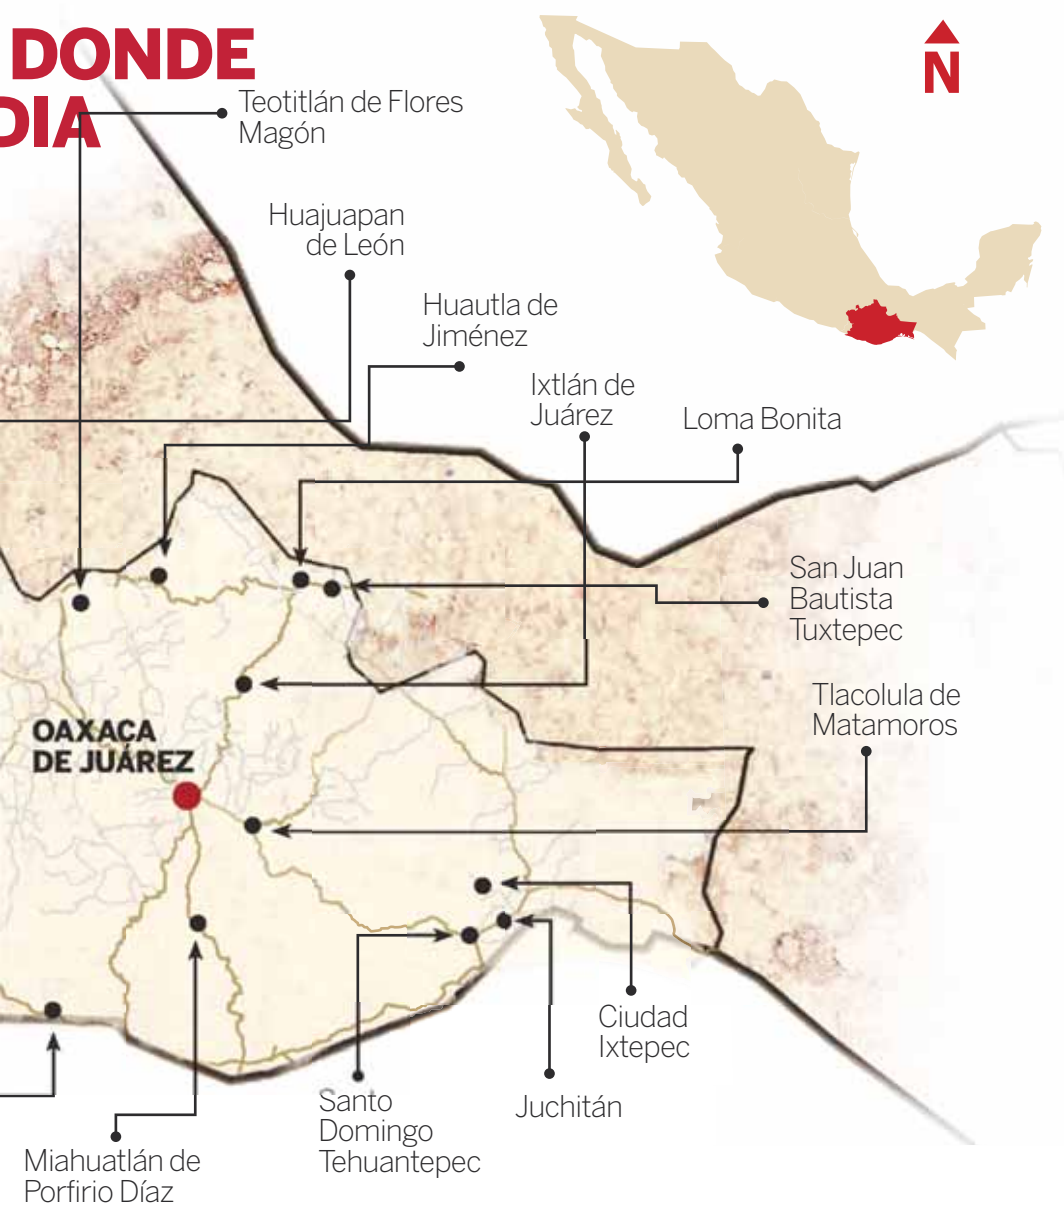 DONDE
DIA
N
Teotitlán de Flores
Magón
Huajuapan
de León
Huautla de
Jiménez
Ixtlán de
Juárez
Loma Bonita
San Juan
Bautista
Tuxtepec
Tlacolula de
Matamoros
OAXACA
DE JUÁREZ
Ciudad
Ixtepec
Juchitán
Santo
Domingo
Tehuantepec
Miahuatlán de
Porfirio Díaz